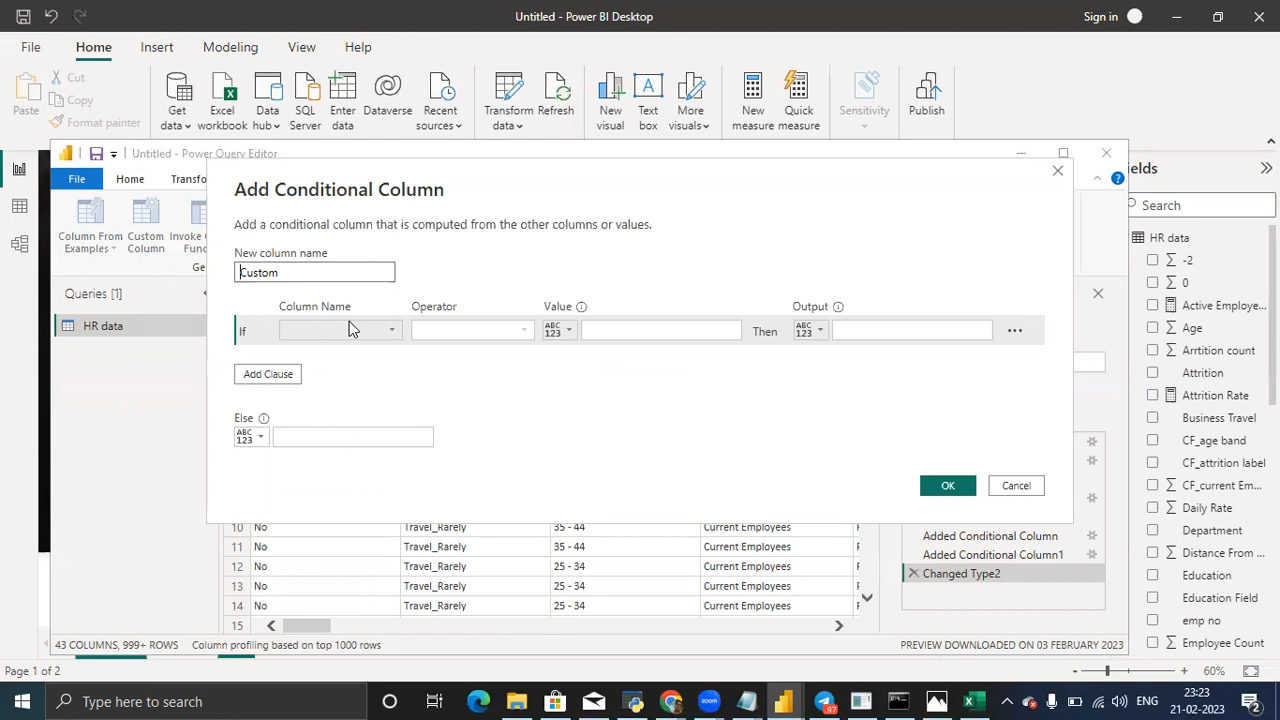 Untitled - Power BI Desktop
Sign in
File Home Insert Modeling View Help
Paste
Cut
Copy
Format painter
Get data
Excel workbook
Data hub
SQL Server
Enter data
Dataverse
Recent sources
Transform data
Refresh
New visual
Text box
More visuals
New measure
Quick measure
Sensitivity
Publish
Untitled - Power Query Editor
File Home
Column From Examples
Custom Column
Queries [1]
HR data
Add Conditional Column
Add a conditional column that is computed from the other columns or values.
New column name
Custom
Column Name Operator Value Output
If
ABC 123
Then
ABC 123
Add Clause
Else
ABC 123
OK Cancel
10 No Travel_Rarely 35 - 44 Current Employees
11 No Travel_Rarely 35 - 44 Current Employees
12 No Travel_Rarely 25 - 34 Current Employees
13 No Travel_Rarely 25 - 34 Current Employees
14 No Travel_Rarely 25 - 34 Current Employees
15
Added Conditional Column
Added Conditional Column1
Changed Type2
43 COLUMNS, 999+ ROWS
Column profiling based on top 1000 rows
PREVIEW DOWNLOADED ON 03 FEBRUARY 2023
Search
HR data
-2
0
Active Employe...
Age
Arrtition count
Attrition
Attrition Rate
Business Travel
CF_age band
CF_attrition label
CF_current Em...
Daily Rate
Department
Distance From ...
Education
Education Field
emp no
Employee Count
Page 1 of 2
60%
Type here to search
97
ENG
23:23
21-02-2023
2